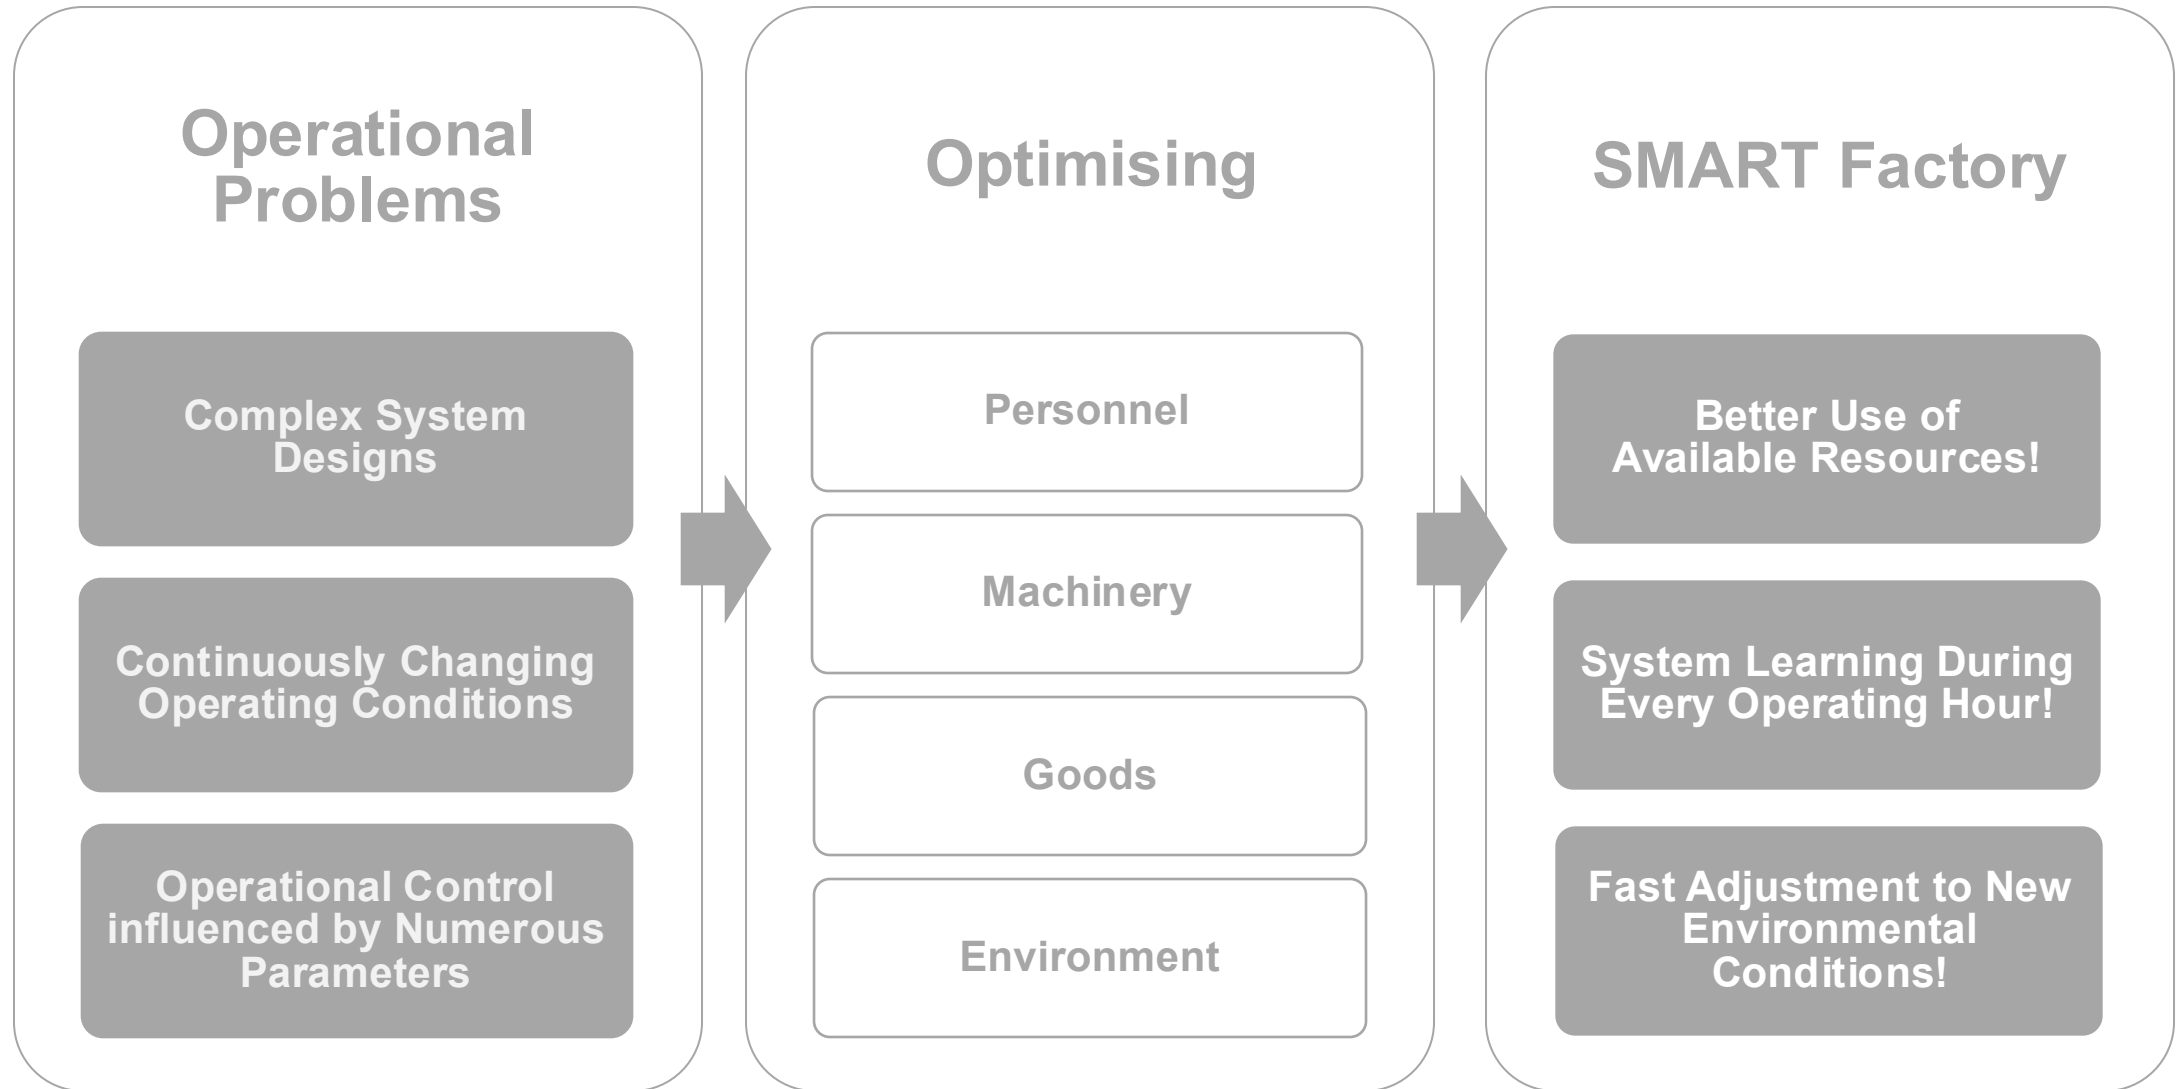 Operational
Problems
Complex System
Designs
Continuously Changing
Operating Conditions
Operational Control
influenced by Numerous
Parameters
Optimising
Personnel
Machinery
Goods
Environment
SMART Factory
Better Use of
Available Resources!
System Learning During
Every Operating Hour!
Fast Adjustment to New
Environmental
Conditions!